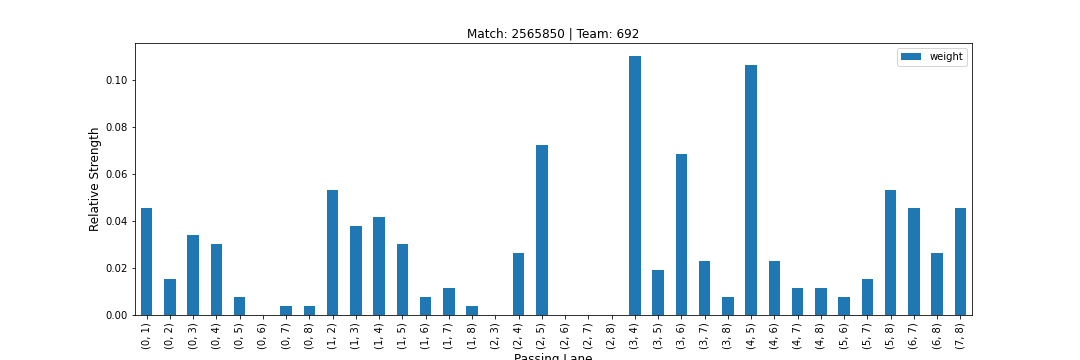 Match: 2565850 | Team: 692
weight
Relative Strength
0.10
0.08
0.06
0.04
0.02
0.00
(0, 1) (0, 2) (0, 3) (0, 4) (0, 5) (0, 6) (0, 7) (0, 8) (1, 2) (1, 3) (1, 4) (1, 5) (1, 6) (1, 7) (1, 8) (2, 3) (2, 4) (2, 5) (2, 6) (2, 7) (2, 8) (3, 4) (3, 5) (3, 6) (3, 7) (3, 8) (4, 5) (4, 6) (4, 7) (4, 8) (5, 6) (5, 7) (5, 8) (6, 7) (6, 8) (7, 8)
Passing Lane